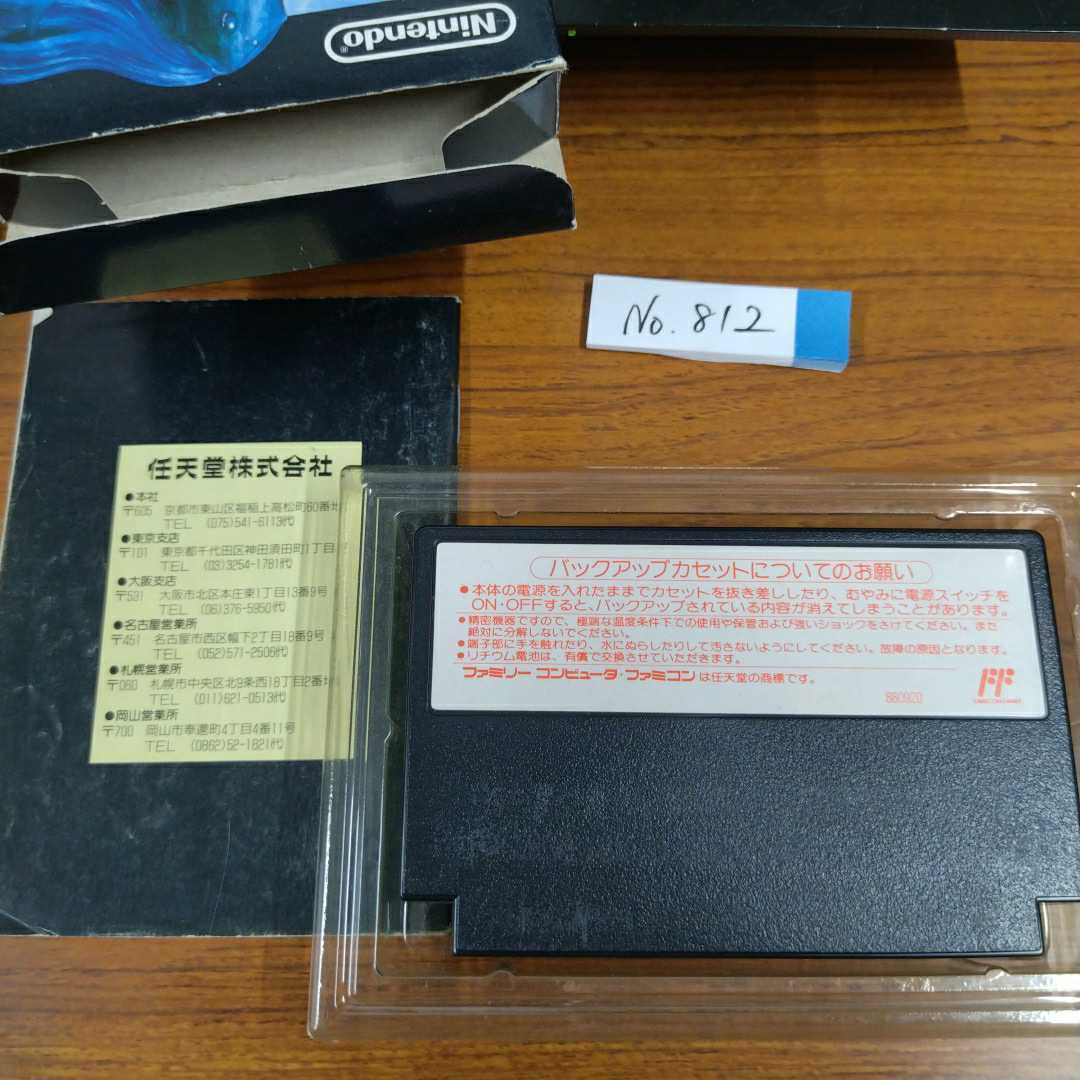 Nintendo®
No. 812
任天堂株式会社
●本社
〒605 京都市東山区福稲上高松町60番地
TEL (075)541-6113代
●東京支店
〒101 東京都千代田区神田須田町1丁目
TEL (03)3254-1781代
●大阪支店
〒531 大阪市北区本庄東1丁目13番9号
TEL (06)376-5950代
●名古屋営業所
〒451 名古屋市西区幅下2丁目18番9号
TEL (052)571-2506代
●札幌営業所
〒060 札幌市中央区北9条西18丁目2番地
TEL (011)621-0513代
●岡山営業所
〒700 岡山市奉還町4丁目4番11号
TEL (0862)52-1821代
バックアップカセットについてのお願い
●本体の電源を入れたままでカセットを抜き差ししたり、むやみに電源スイッチを
ON・OFFすると、バックアップされている内容が消えてしまうことがあります。
●精密機器ですので、極端な温度条件下での使用や保管および強いショックをさけてください。また
絶対に分解しないでください。
●端子部に手を触れたり、水にぬらしたりして汚さないようにしてください。故障の原因となります。
●リチウム電池は、有償で交換させていただきます。
ファミリーコンピュータ・ファミコンは任天堂の商標です。
880920